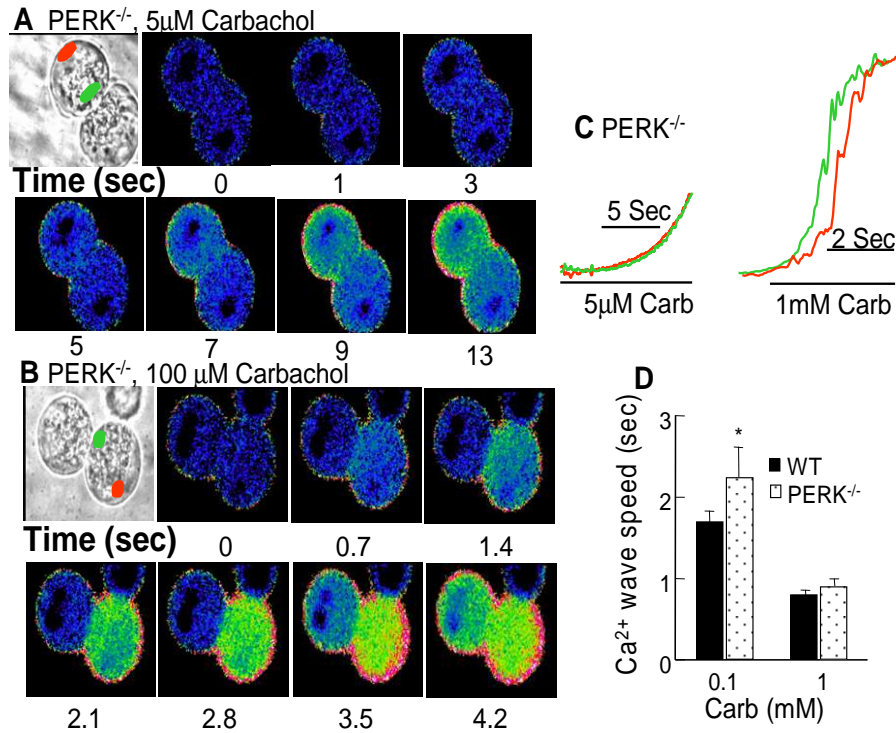 A PERK-/-, 5μM Carbachol
Time (sec) 0 1 3
5 7 9 13
B PERK-/-, 100 μM Carbachol
Time (sec) 0 0.7 1.4
2.1 2.8 3.5 4.2
C PERK-/-
5 Sec
2 Sec
5μM Carb
1mM Carb
D
Ca2+ wave speed (sec)
3
2
1
0
*
WT
PERK-/-
0.1 1
Carb (mM)